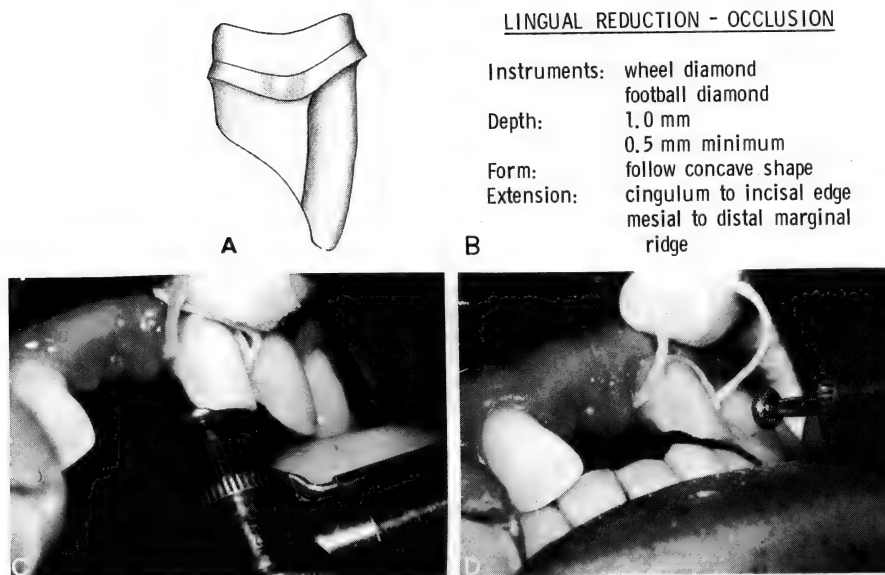 LINGUAL REDUCTION - OCCLUSION
Instruments: wheel diamond
football diamond
Depth: 1.0 mm
0.5 mm minimum
Form: follow concave shape
Extension: cingulum to incisal edge
mesial to distal marginal
ridge
A
B
C
D